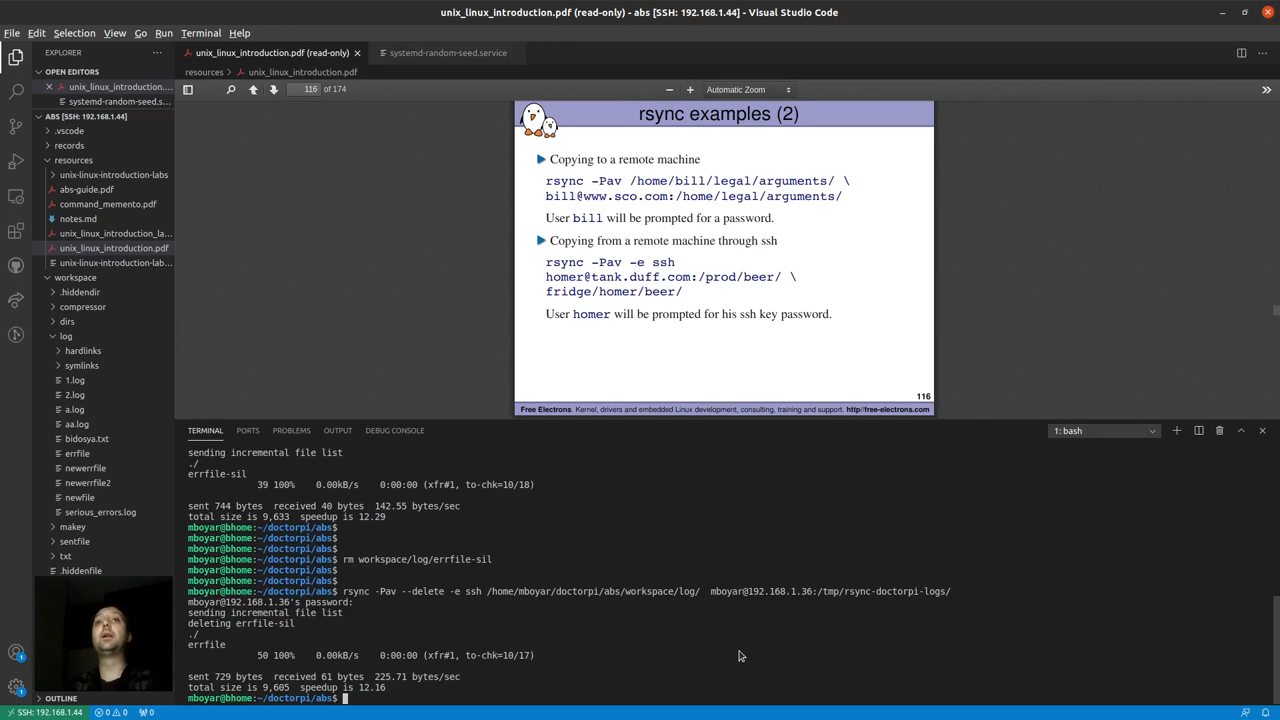 unix_linux_introduction.pdf (read-only) - abs [SSH: 192.168.1.44] - Visual Studio Code
File Edit Selection View Go Run Terminal Help
EXPLORER
OPEN EDITORS
unix_linux_introduction....
systemd-random-seed.s...
ABS [SSH: 192.168.1.44]
.vscode
records
resources
unix-linux-introduction-labs
abs-guide.pdf
command_memento.pdf
notes.md
unix_linux_introduction_la...
unix_linux_introduction.pdf
unix-linux-introduction-lab...
workspace
.hiddendir
compressor
dirs
log
hardlinks
symlinks
1.log
2.log
a.log
aa.log
bidosya.txt
errfile
newerrfile
newerrfile2
newfile
serious_errors.log
makey
sentfile
txt
.hiddenfile
OUTLINE
unix_linux_introduction.pdf (read-only)
systemd-random-seed.service
resources > unix_linux_introduction.pdf
116 of 174
Automatic Zoom
rsync examples (2)
Copying to a remote machine
rsync -Pav /home/bill/legal/arguments/ \
bill@www.sco.com:/home/legal/arguments/
User bill will be prompted for a password.
Copying from a remote machine through ssh
rsync -Pav -e ssh
homer@tank.duff.com:/prod/beer/ \
fridge/homer/beer/
User homer will be prompted for his ssh key password.
116
Free Electrons. Kernel, drivers and embedded Linux development, consulting, training and support. http//free-electrons.com
TERMINAL PORTS PROBLEMS OUTPUT DEBUG CONSOLE
1: bash
sending incremental file list
./
errfile-sil
39 100% 0.00kB/s 0:00:00 (xfr#1, to-chk=10/18)
sent 744 bytes received 40 bytes 142.55 bytes/sec
total size is 9,633 speedup is 12.29
mboyar@bhome:~/doctorpi/abs$
mboyar@bhome:~/doctorpi/abs$
mboyar@bhome:~/doctorpi/abs$
mboyar@bhome:~/doctorpi/abs$ rm workspace/log/errfile-sil
mboyar@bhome:~/doctorpi/abs$
mboyar@bhome:~/doctorpi/abs$
mboyar@bhome:~/doctorpi/abs$ rsync -Pav --delete -e ssh /home/mboyar/doctorpi/abs/workspace/log/ mboyar@192.168.1.36:/tmp/rsync-doctorpi-logs/
mboyar@192.168.1.36's password:
sending incremental file list
deleting errfile-sil
./
errfile
50 100% 0.00kB/s 0:00:00 (xfr#1, to-chk=10/17)
sent 729 bytes received 61 bytes 225.71 bytes/sec
total size is 9,605 speedup is 12.16
mboyar@bhome:~/doctorpi/abs$
SSH: 192.168.1.44 0 0 0